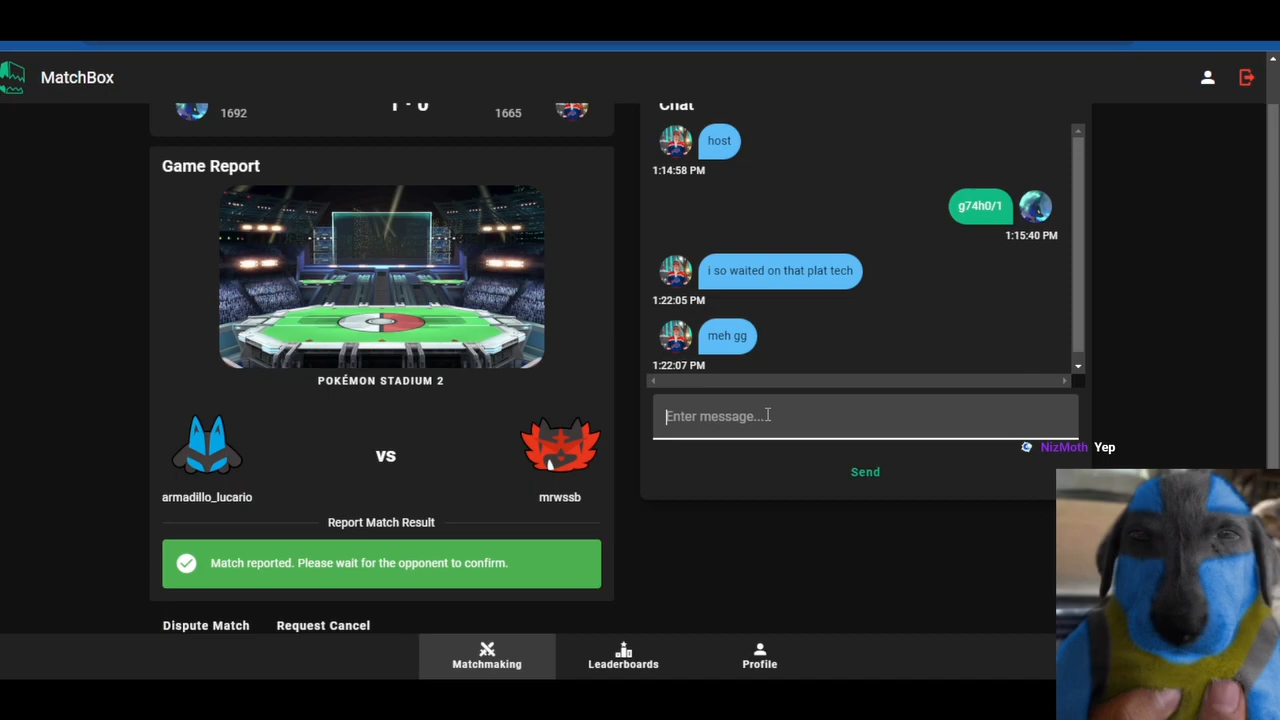 MatchBox
1692
1 - 0
1665
Game Report
POKÉMON STADIUM 2
armadillo_lucario
VS
mrwssb
Report Match Result
Match reported. Please wait for the opponent to confirm.
Dispute Match
Request Cancel
Chat
host
1:14:58 PM
g74h0/1
1:15:40 PM
i so waited on that plat tech
1:22:05 PM
meh gg
1:22:07 PM
Enter message...
NizMoth Yep
Send
Matchmaking
Leaderboards
Profile